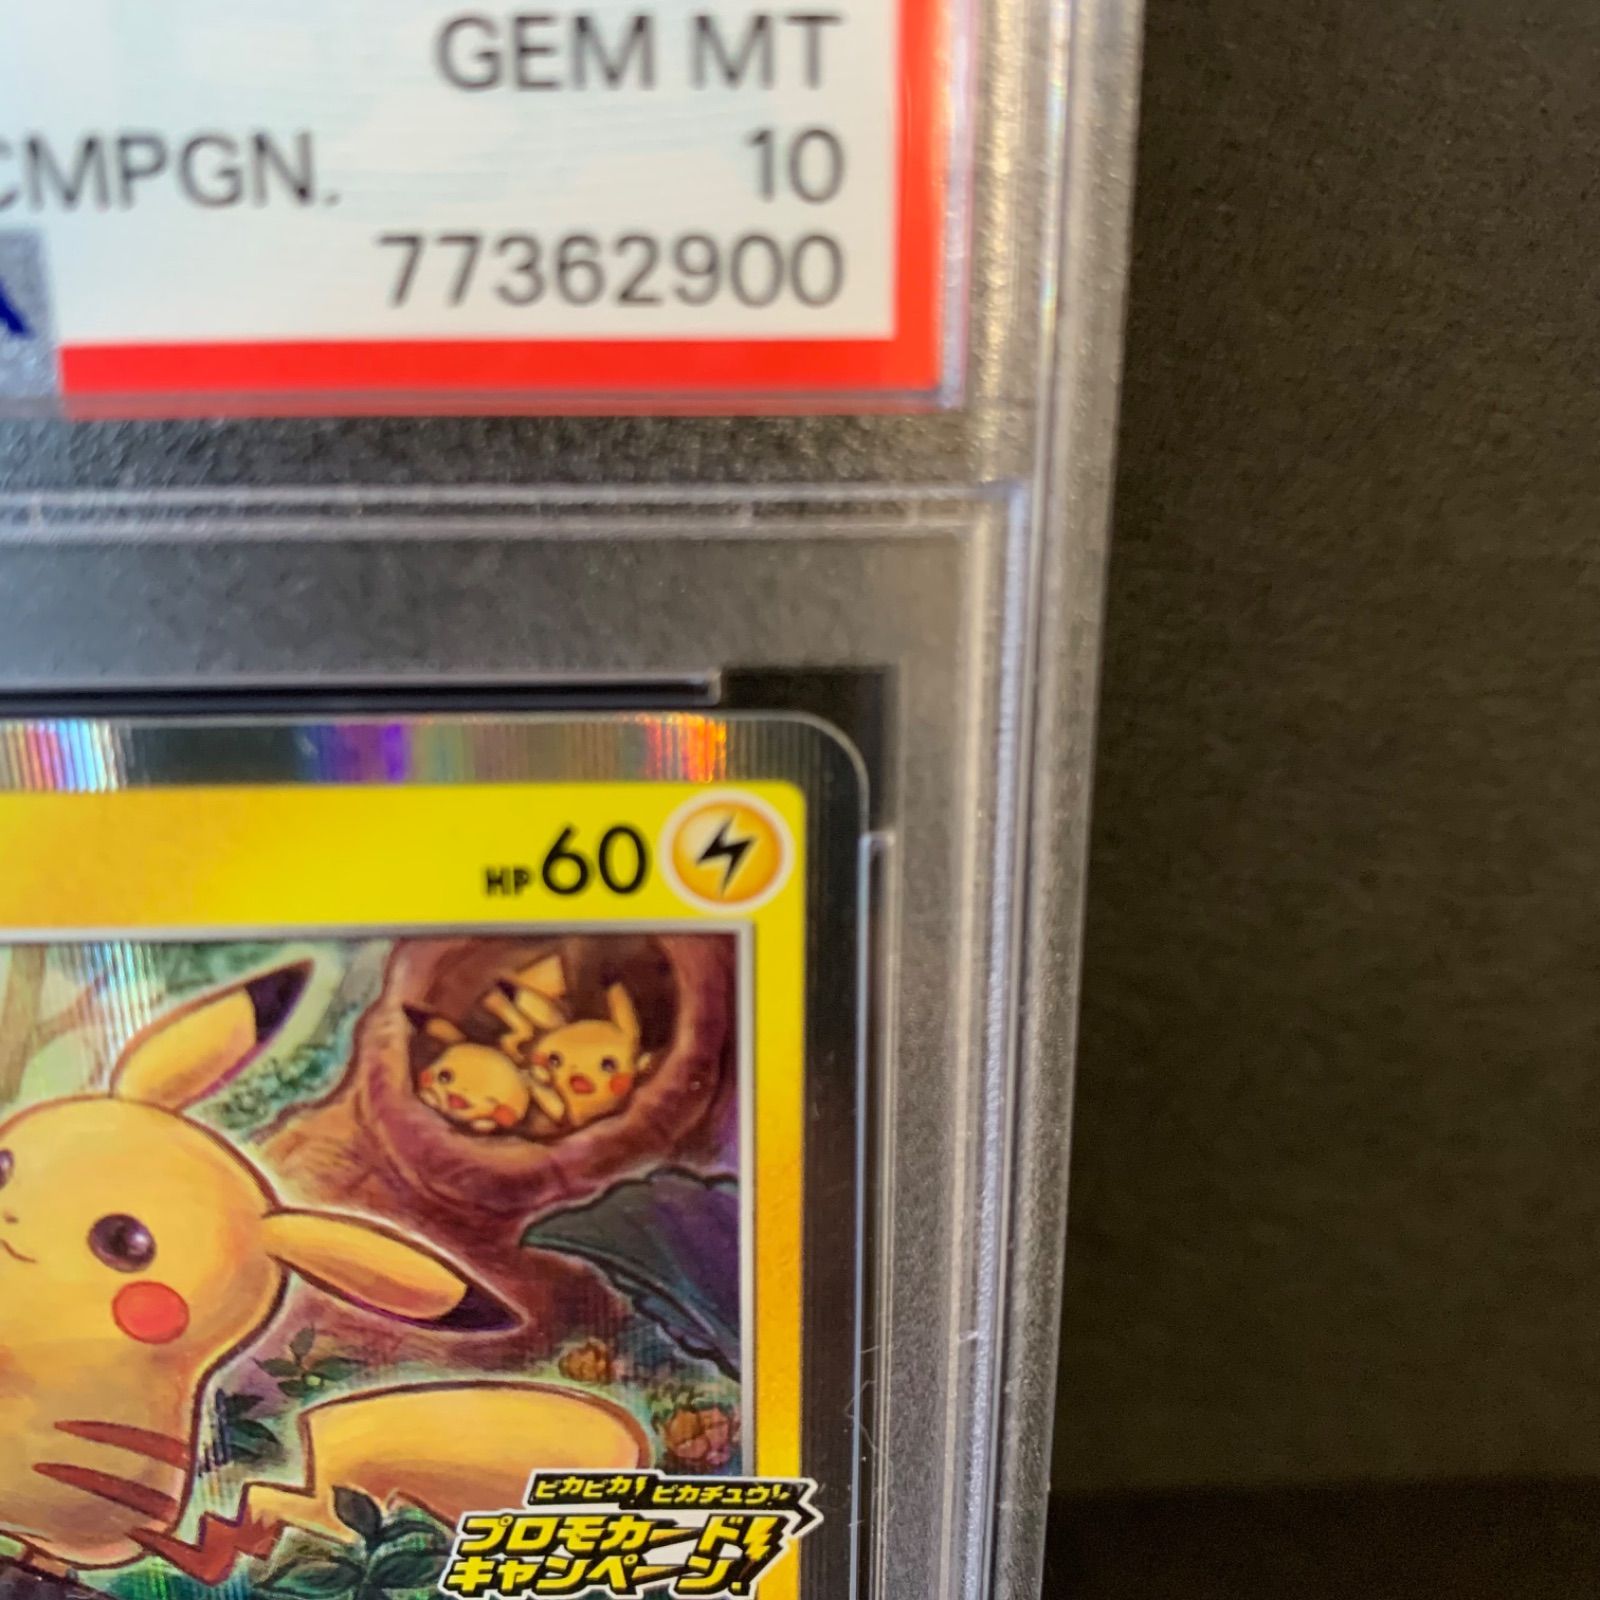 GEM MT
CMPGN. 10
77362900
HP60
ピカピカ！ピカチュウ！
プロモカード
キャンペーン！